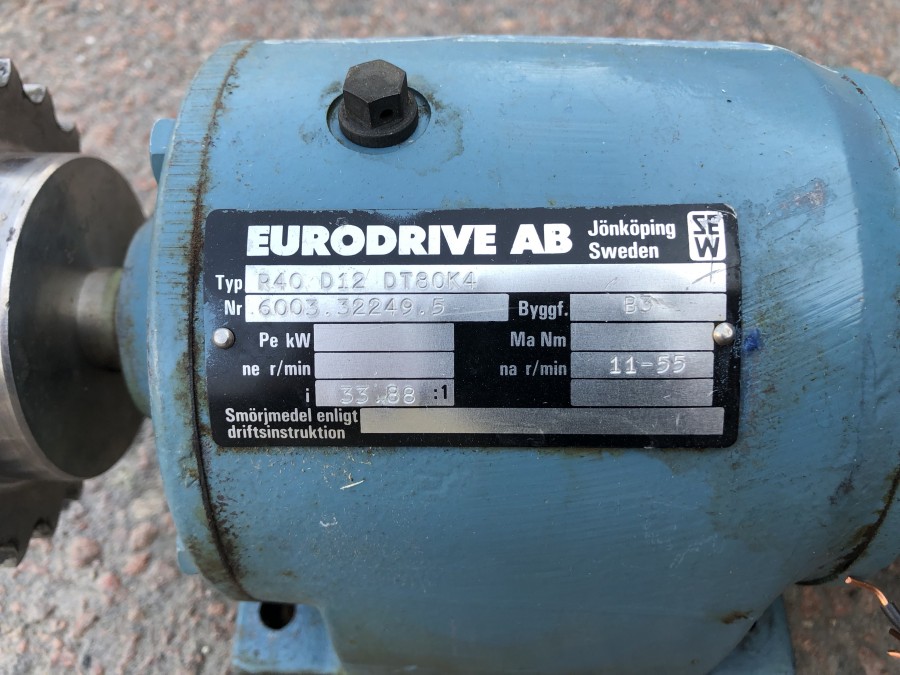 EURODRIVE AB Jönköping Sweden SEW
Typ R40 D12 DT80K4
Nr 6003.32249.5 Byggf. B3
Pe kW Ma Nm
ne r/min na r/min 11-55
i 33.88 :1
Smörjmedel enligt
driftsinstruktion